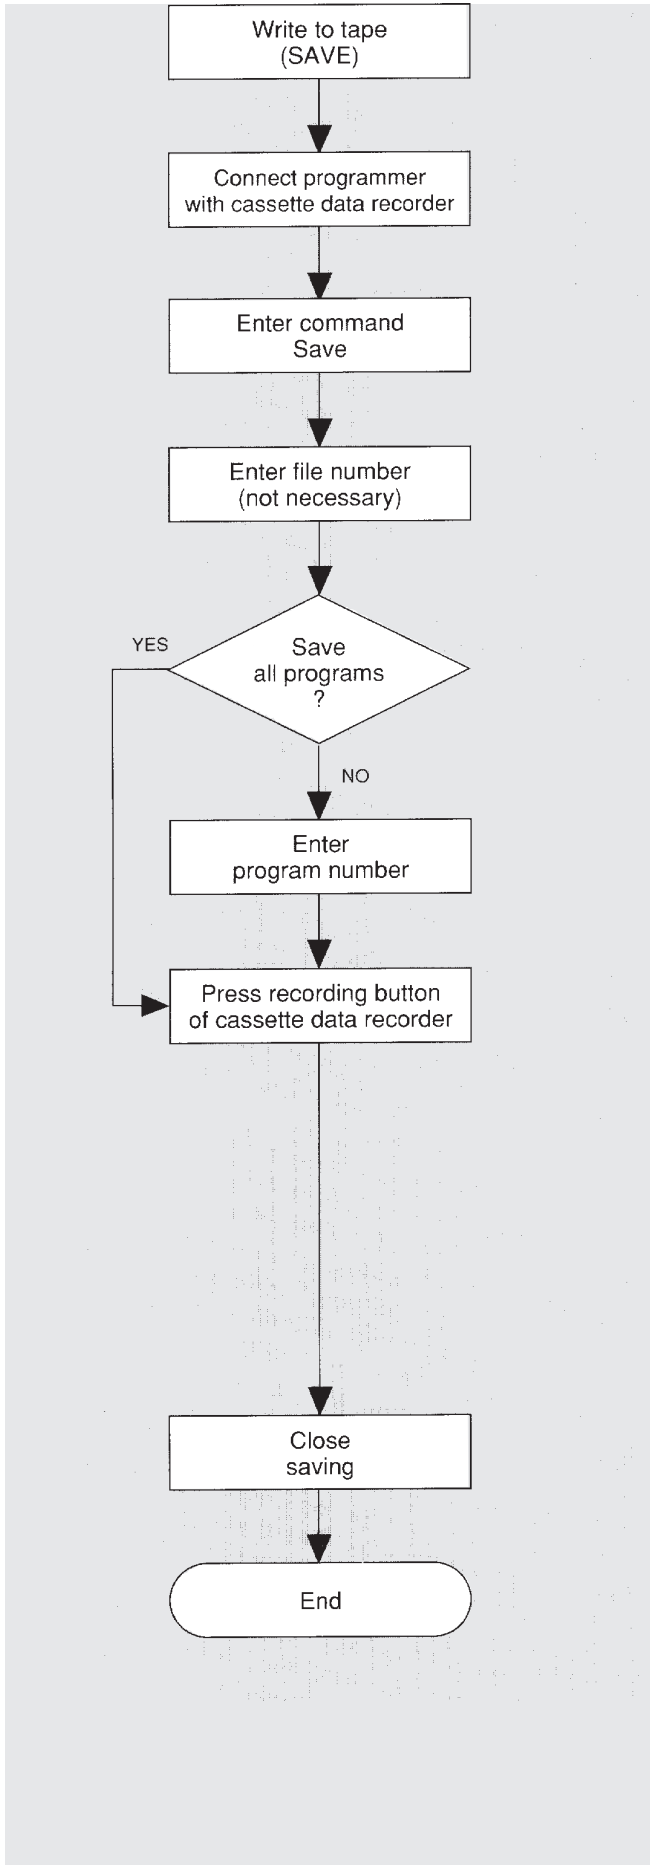 Write to tape
(SAVE)
Connect programmer
with cassette data recorder
Enter command
Save
Enter file number
(not necessary)
YES
Save
all programs
?
NO
Enter
program number
Press recording button
of cassette data recorder
Close
saving
End